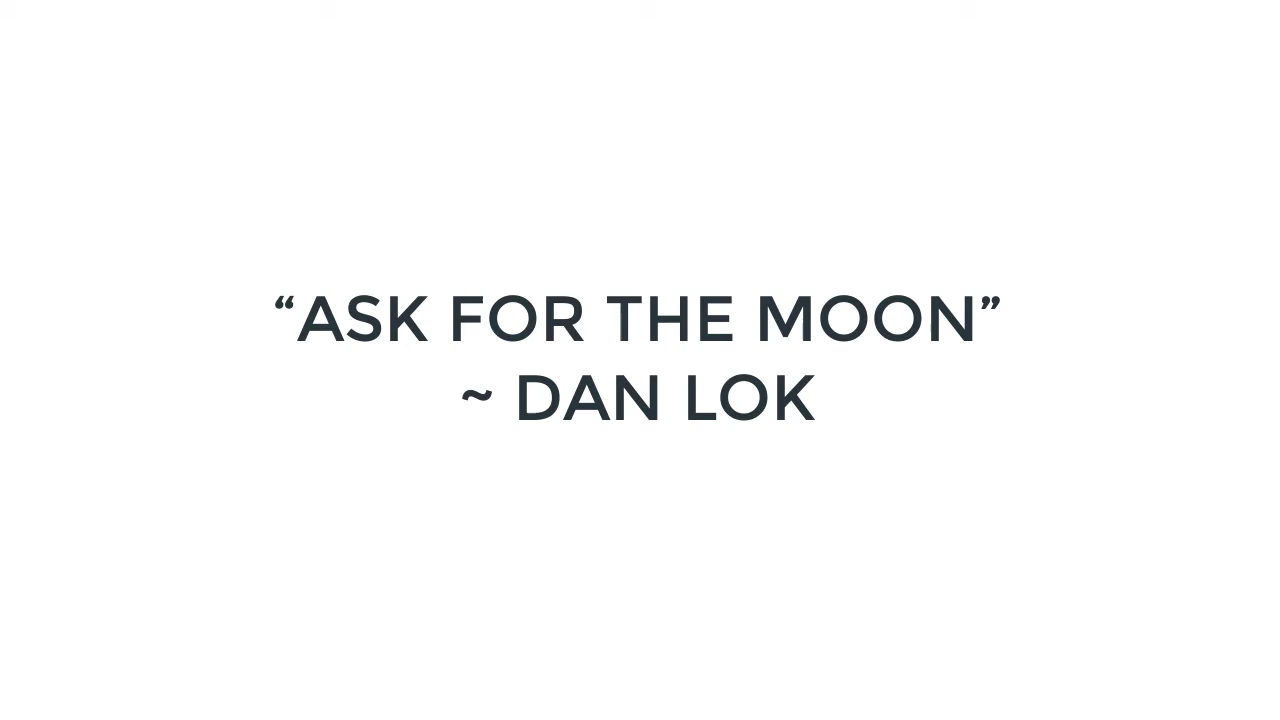 “ASK FOR THE MOON”
~ DAN LOK